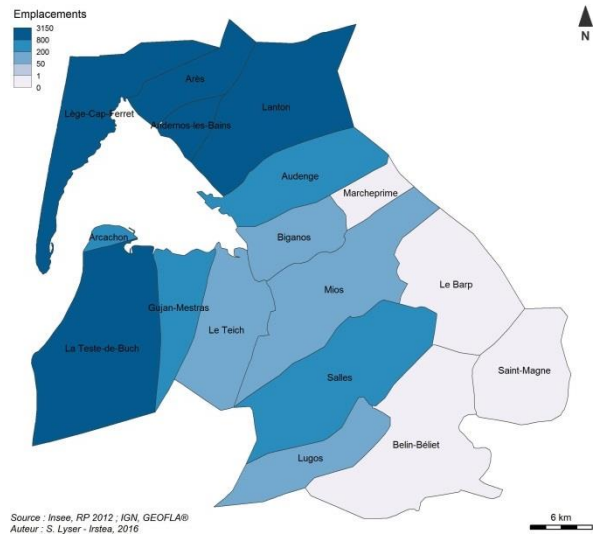 Emplacements
3150
800
200
50
1
0
N
Arès
Lège-Cap-Ferret
Lanton
Andernos-les-Bains
Audenge
Marcheprime
Biganos
Arcachon
Le Barp
Mios
Gujan-Mestras
Le Teich
La Teste-de-Buch
Saint-Magne
Salles
Belin-Béliet
Lugos
Source : Insee, RP 2012 ; IGN, GEOFLA®
Auteur : S. Lyser - Irstea, 2016
6 km